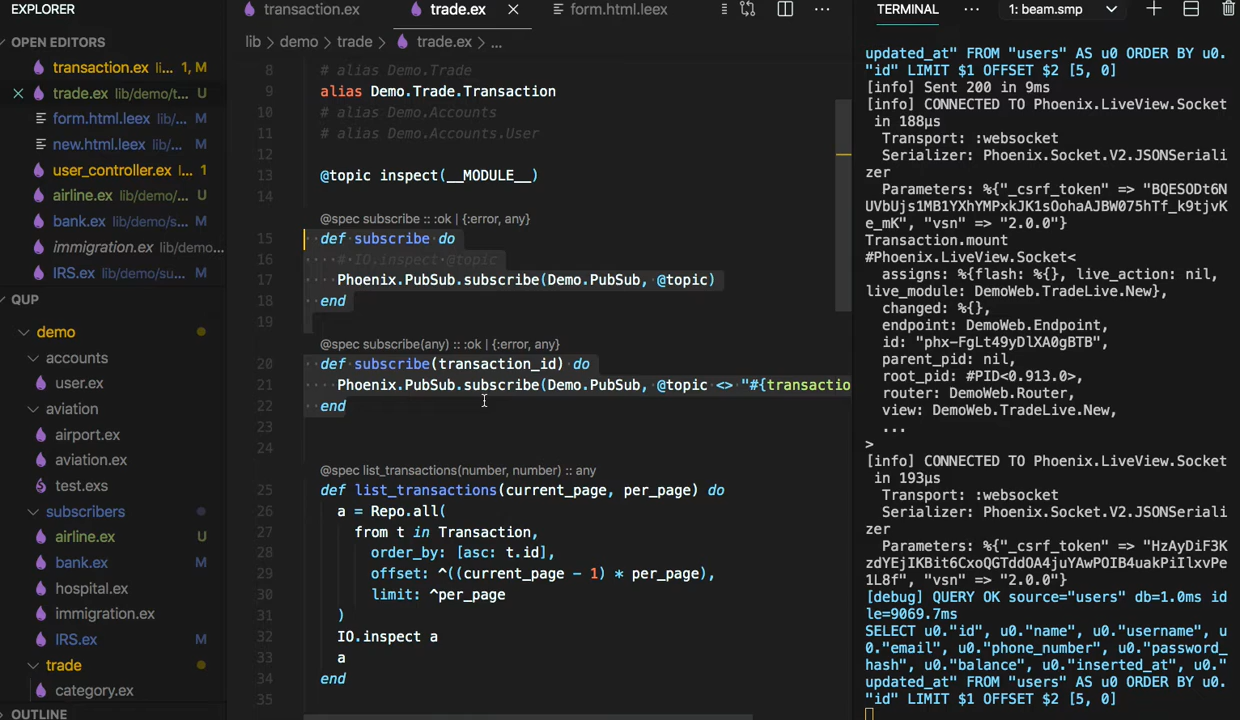 EXPLORER
OPEN EDITORS
transaction.ex li... 1, M
trade.ex lib/demo/t... U
form.html.leex lib/... M
new.html.leex lib/... M
user_controller.ex l... 1
airline.ex lib/demo/... U
bank.ex lib/demo/s... M
immigration.ex lib/demo...
IRS.ex lib/demo/su... M
QUP
demo
accounts
user.ex
aviation
airport.ex
aviation.ex
test.exs
subscribers
airline.ex U
bank.ex M
hospital.ex
immigration.ex
IRS.ex M
trade
category.ex
OUTLINE
transaction.ex
trade.ex
form.html.leex
...
lib > demo > trade > trade.ex > ...
8 # alias Demo.Trade
9 alias Demo.Trade.Transaction
10 # alias Demo.Accounts
11 # alias Demo.Accounts.User
12
13 @topic inspect(__MODULE__)
14
@spec subscribe :: :ok | {:error, any}
15 def subscribe do
16 # IO.inspect @topic
17 Phoenix.PubSub.subscribe(Demo.PubSub, @topic)
18 end
19
@spec subscribe(any) :: :ok | {:error, any}
20 def subscribe(transaction_id) do
21 Phoenix.PubSub.subscribe(Demo.PubSub, @topic <> "#{transactio
22 end
23
24
@spec list_transactions(number, number) :: any
25 def list_transactions(current_page, per_page) do
26 a = Repo.all(
27 from t in Transaction,
28 order_by: [asc: t.id],
29 offset: ^((current_page - 1) * per_page),
30 limit: ^per_page
31 )
32 IO.inspect a
33 a
34 end
35
TERMINAL ... 1: beam.smp
updated_at" FROM "users" AS u0 ORDER BY u0.
"id" LIMIT $1 OFFSET $2 [5, 0]
[info] Sent 200 in 9ms
[info] CONNECTED TO Phoenix.LiveView.Socket
in 188µs
Transport: :websocket
Serializer: Phoenix.Socket.V2.JSONSeriali
zer
Parameters: %{"_csrf_token" => "BQESODt6N
UVbUjs1MB1YXhYMPxkJK1sOohaAJBW075hTf_k9tjvK
e_mK", "vsn" => "2.0.0"}
Transaction.mount
#Phoenix.LiveView.Socket<
assigns: %{flash: %{}, live_action: nil,
live_module: DemoWeb.TradeLive.New},
changed: %{},
endpoint: DemoWeb.Endpoint,
id: "phx-FgLt49yDlXA0gBTB",
parent_pid: nil,
root_pid: #PID<0.913.0>,
router: DemoWeb.Router,
view: DemoWeb.TradeLive.New,
...
>
[info] CONNECTED TO Phoenix.LiveView.Socket
in 193µs
Transport: :websocket
Serializer: Phoenix.Socket.V2.JSONSeriali
zer
Parameters: %{"_csrf_token" => "HzAyDiF3K
zdYEjIKBit6CxoQGTddOA4juYAwPOIB4uakPiIlxvPe
1L8f", "vsn" => "2.0.0"}
[debug] QUERY OK source="users" db=1.0ms id
le=9069.7ms
SELECT u0."id", u0."name", u0."username", u
0."email", u0."phone_number", u0."password_
hash", u0."balance", u0."inserted_at", u0."
updated_at" FROM "users" AS u0 ORDER BY u0.
"id" LIMIT $1 OFFSET $2 [5, 0]